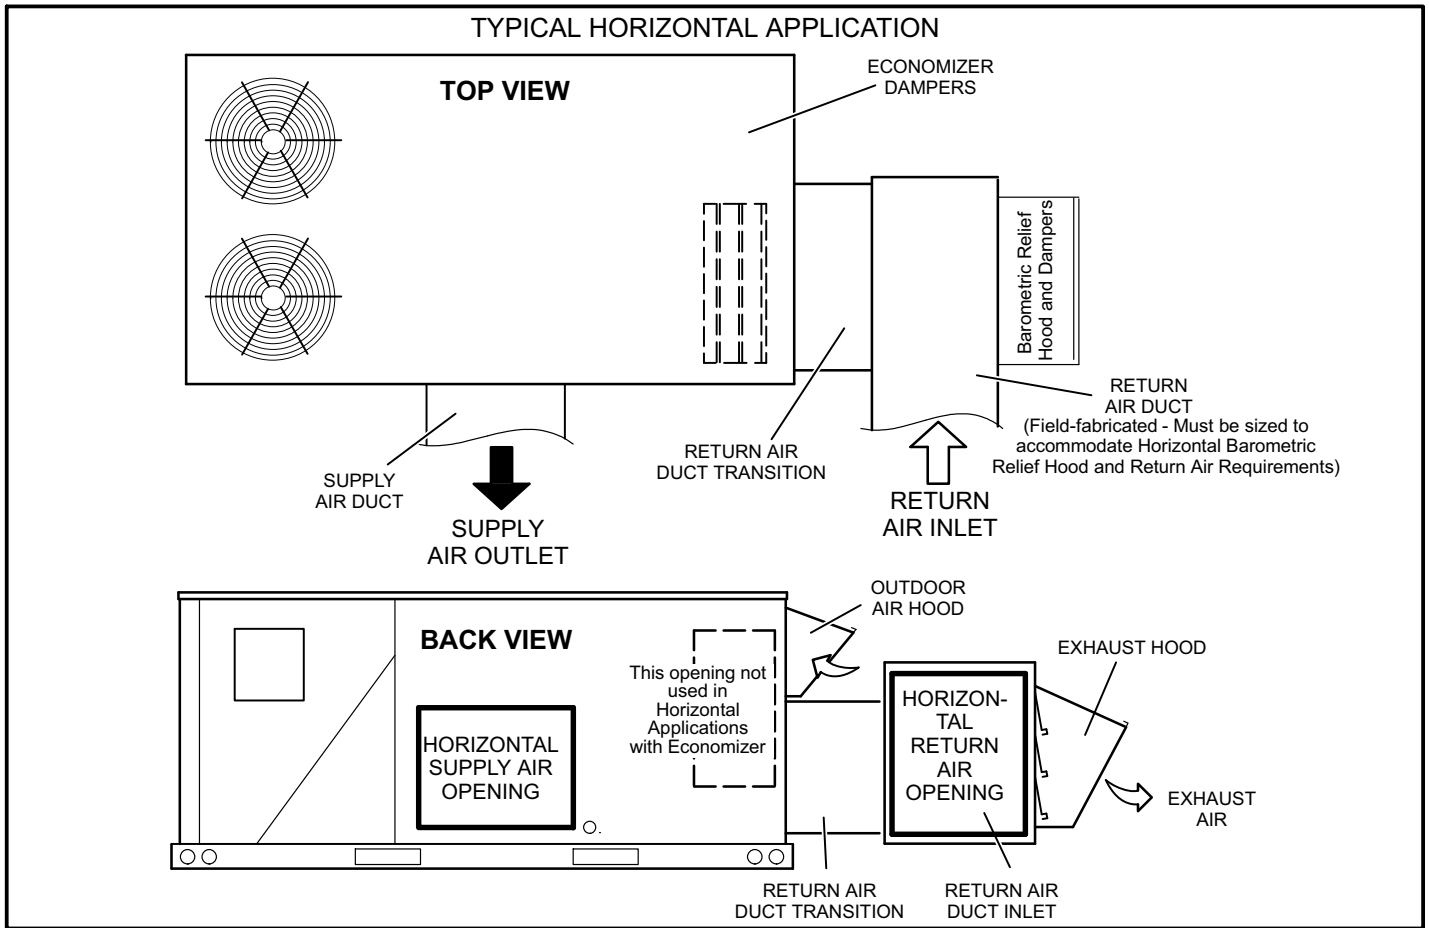 TYPICAL HORIZONTAL APPLICATION
TOP VIEW
ECONOMIZER
DAMPERS
Barometric Relief
Hood and Dampers
RETURN
AIR DUCT
(Field-fabricated - Must be sized to
accommodate Horizontal Barometric
Relief Hood and Return Air Requirements)
RETURN AIR
DUCT TRANSITION
SUPPLY
AIR DUCT
SUPPLY
AIR OUTLET
RETURN
AIR INLET
BACK VIEW
OUTDOOR
AIR HOOD
This opening not
used in
Horizontal
Applications
with Economizer
HORIZONTAL
SUPPLY AIR
OPENING
HORIZON-
TAL
RETURN
AIR
OPENING
EXHAUST HOOD
EXHAUST
AIR
RETURN AIR
DUCT TRANSITION
RETURN AIR
DUCT INLET